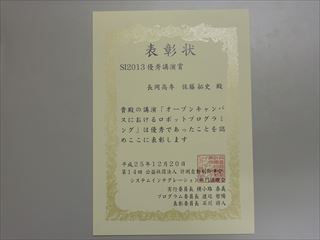 表彰状
SI2013優秀講演賞
長岡高専 佐藤拓史 殿
貴殿の講演「オープンキャンパ
スにおけるロボットプログラミ
ング」は優秀であったことを認
めここに表彰します
平成25年12月20日
第14回 公益社団法人 計測自動制御学会
システムインテグレーション部門講演会
実行委員長 横小路泰義
プログラム委員長
表彰委員長